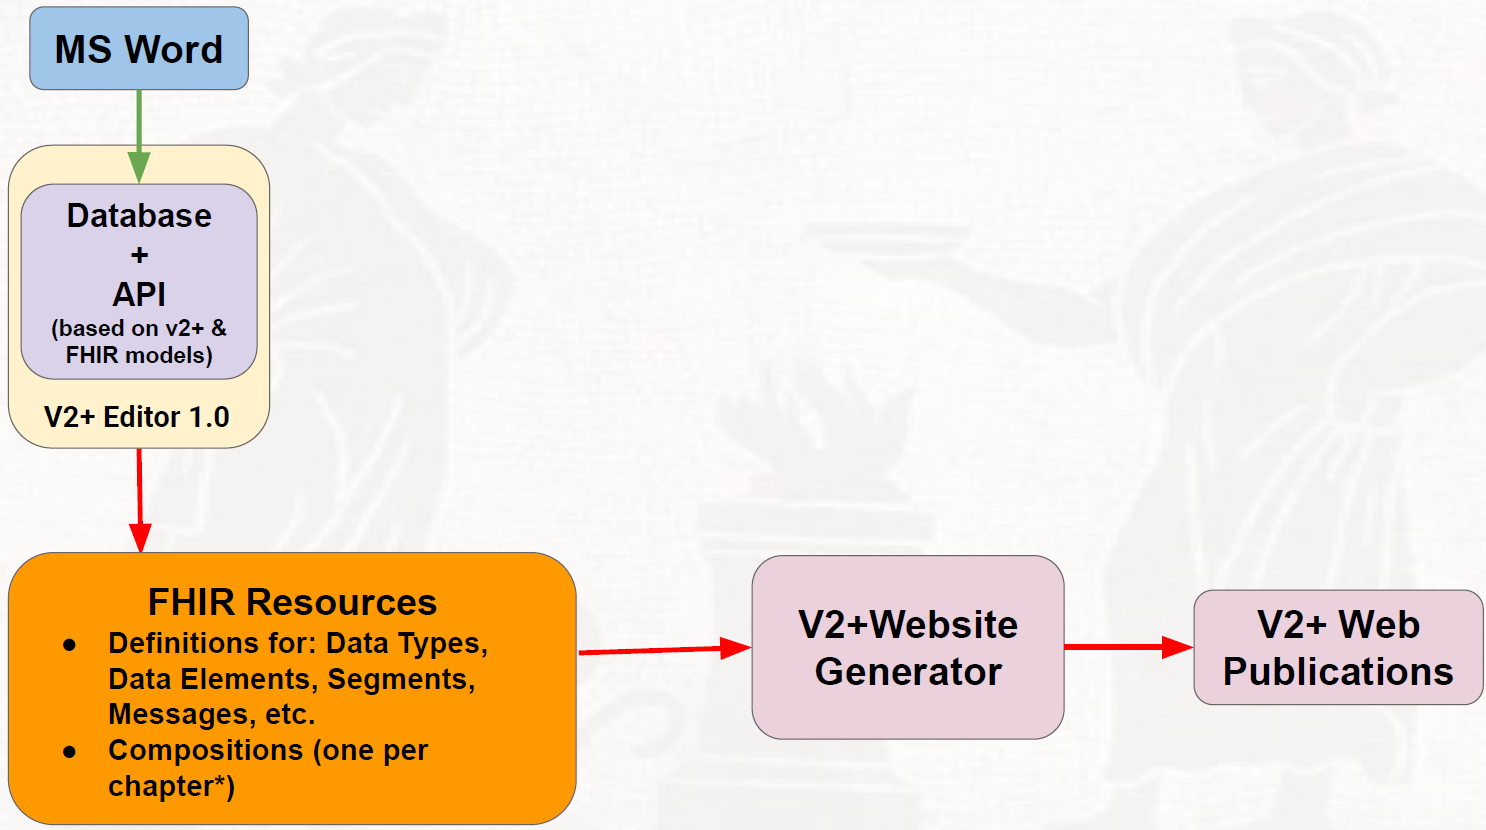 MS Word
Database
+
API
(based on v2+ &
FHIR models)
V2+ Editor 1.0
FHIR Resources
● Definitions for: Data Types,
Data Elements, Segments,
Messages, etc.
● Compositions (one per
chapter*)
V2+Website
Generator
V2+ Web
Publications